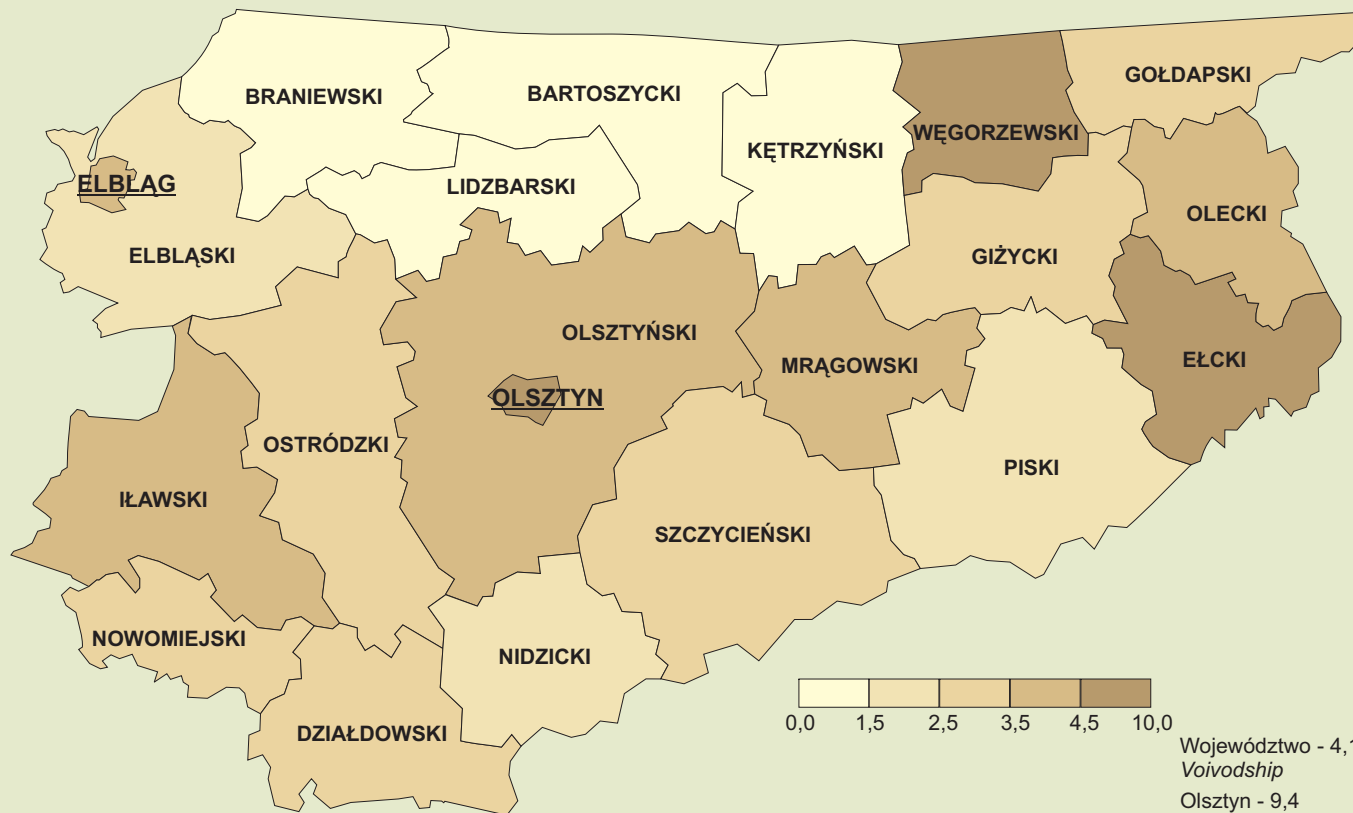 GOŁDAPSKI
BRANIEWSKI
BARTOSZYCKI
WĘGORZEWSKI
KĘTRZYŃSKI
ELBLĄG
LIDZBARSKI
OLECKI
ELBLĄSKI
GIŻYCKI
OLSZTYŃSKI
EŁCKI
MRĄGOWSKI
OLSZTYN
OSTRÓDZKI
PISKI
IŁAWSKI
SZCZYCIEŃSKI
NOWOMIEJSKI
NIDZICKI
DZIAŁDOWSKI
0,0 1,5 2,5 3,5 4,5 10,0
Województwo - 4,1
Voivodship
Olsztyn - 9,4